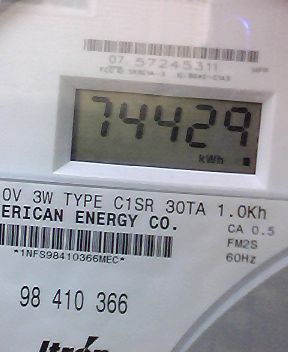 07 57245311
74429
kWh
0V 3W TYPE C1SR 30TA 1.0Kh
ERICAN ENERGY CO.
CA 0.5
FM2S
*1NFS98410366MEC*
60Hz
98 410 366
Itron